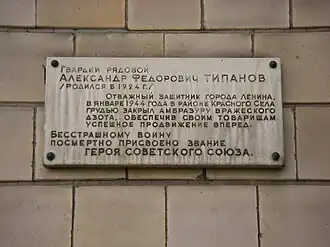 Гвардии рядовой
Александр Федорович ТИПАНОВ
/родился в 1924 г./
Отважный защитник города Ленина,
в январе 1944 года в районе Красного Села
грудью закрыл амбразуру вражеского
дзота, обеспечив своим товарищам
успешное продвижение вперед.
Бесстрашному воину
посмертно присвоено звание
Героя Советского Союза.